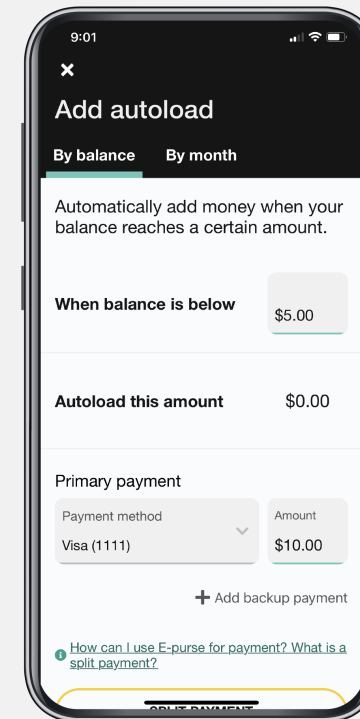 9:01
Add autoload
By balance By month
Automatically add money when your
balance reaches a certain amount.
When balance is below $5.00
Autoload this amount $0.00
Primary payment
Payment method Amount
Visa (1111) $10.00
Add backup payment
How can I use E-purse for payment? What is a
split payment?
SPLIT PAYMENT